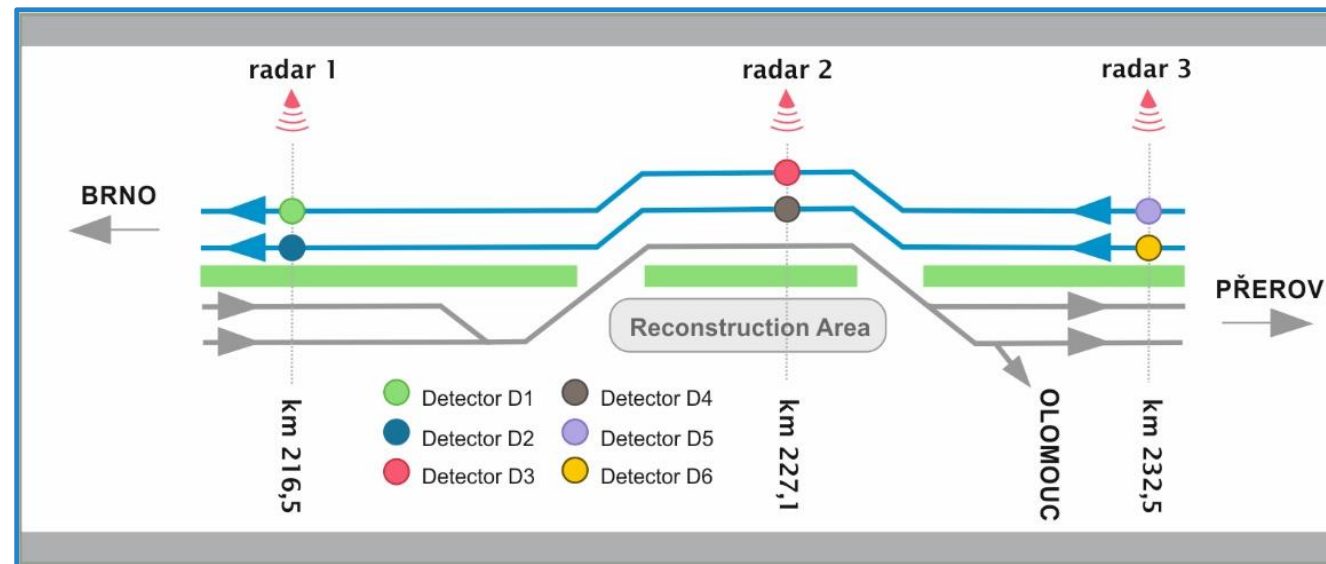 radar 1
radar 2
radar 3
BRNO
PŘEROV
Reconstruction Area
Detector D1
Detector D4
Detector D2
Detector D5
Detector D3
Detector D6
km 216,5
km 227,1
OLOMOUC
km 232,5